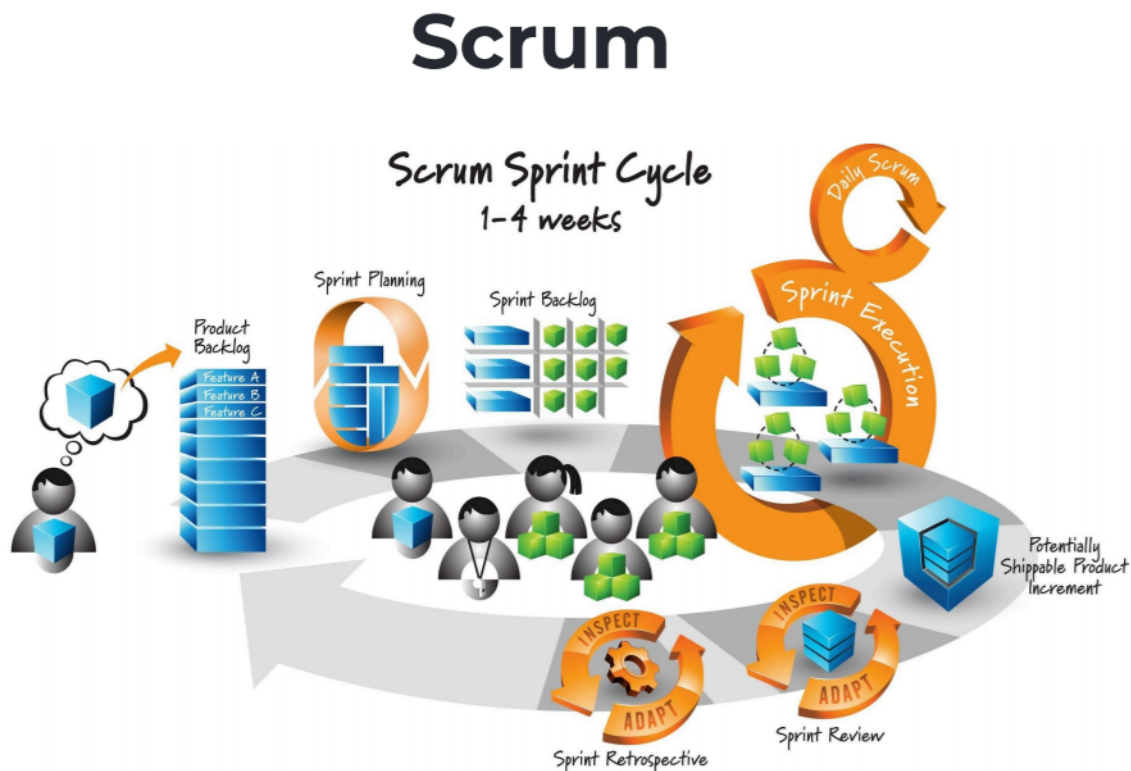 Scrum
Scrum Sprint Cycle
1-4 weeks
Daily Scrum
Sprint Execution
Sprint Planning
Sprint Backlog
Product
Backlog
Feature A
Feature B
Feature C
Potentially
Shippable Product
Increment
INSPECT
ADAPT
Sprint Review
INSPECT
ADAPT
Sprint Retrospective